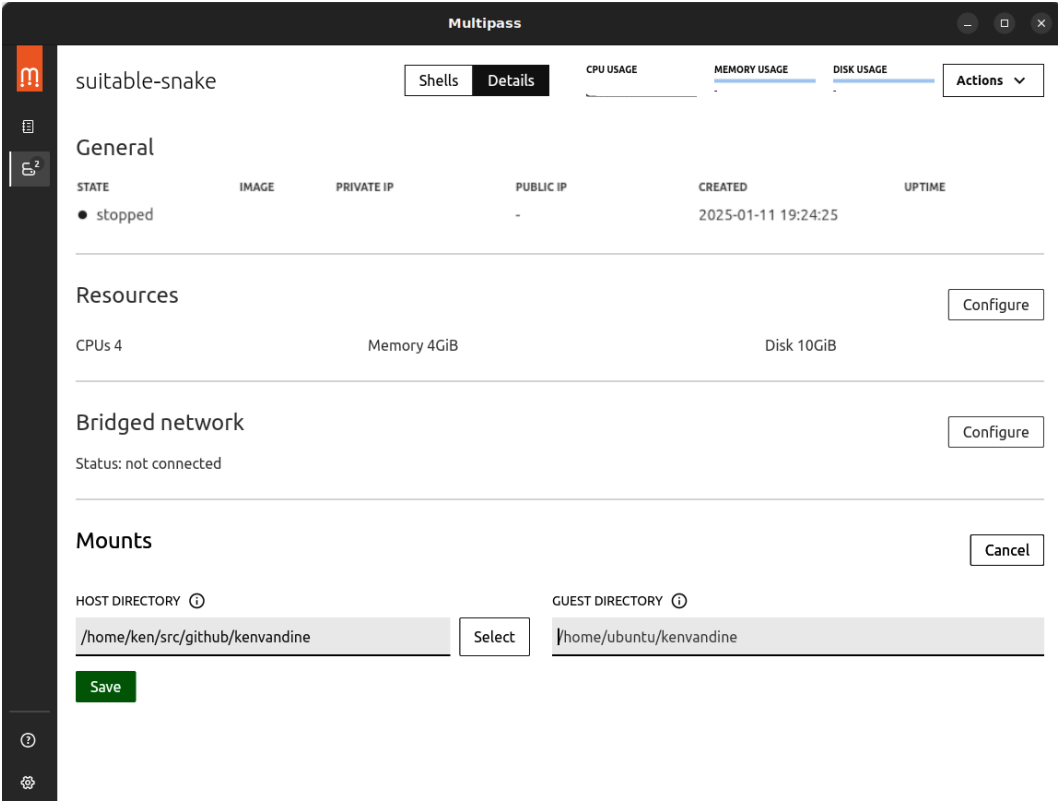 Multipass
suitable-snake
Shells Details
CPU USAGE MEMORY USAGE DISK USAGE
- -
Actions
2
General
STATE IMAGE PRIVATE IP PUBLIC IP CREATED UPTIME
stopped - 2025-01-11 19:24:25
Resources
Configure
CPUs 4 Memory 4GiB Disk 10GiB
Bridged network
Configure
Status: not connected
Mounts
Cancel
HOST DIRECTORY GUEST DIRECTORY
/home/ken/src/github/kenvandine Select /home/ubuntu/kenvandine
Save